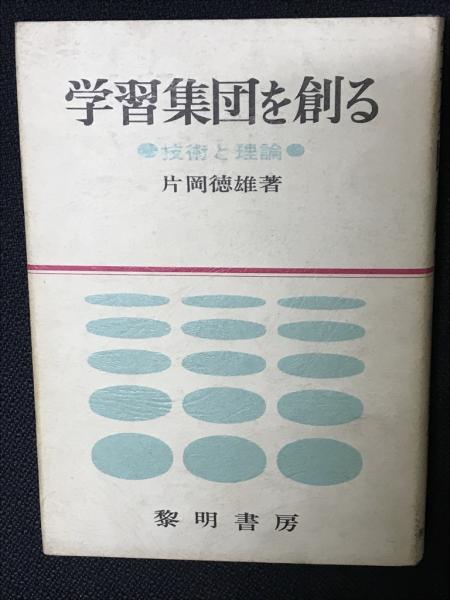 学習集団を創る
●技術と理論●
片岡徳雄著
黎明書房